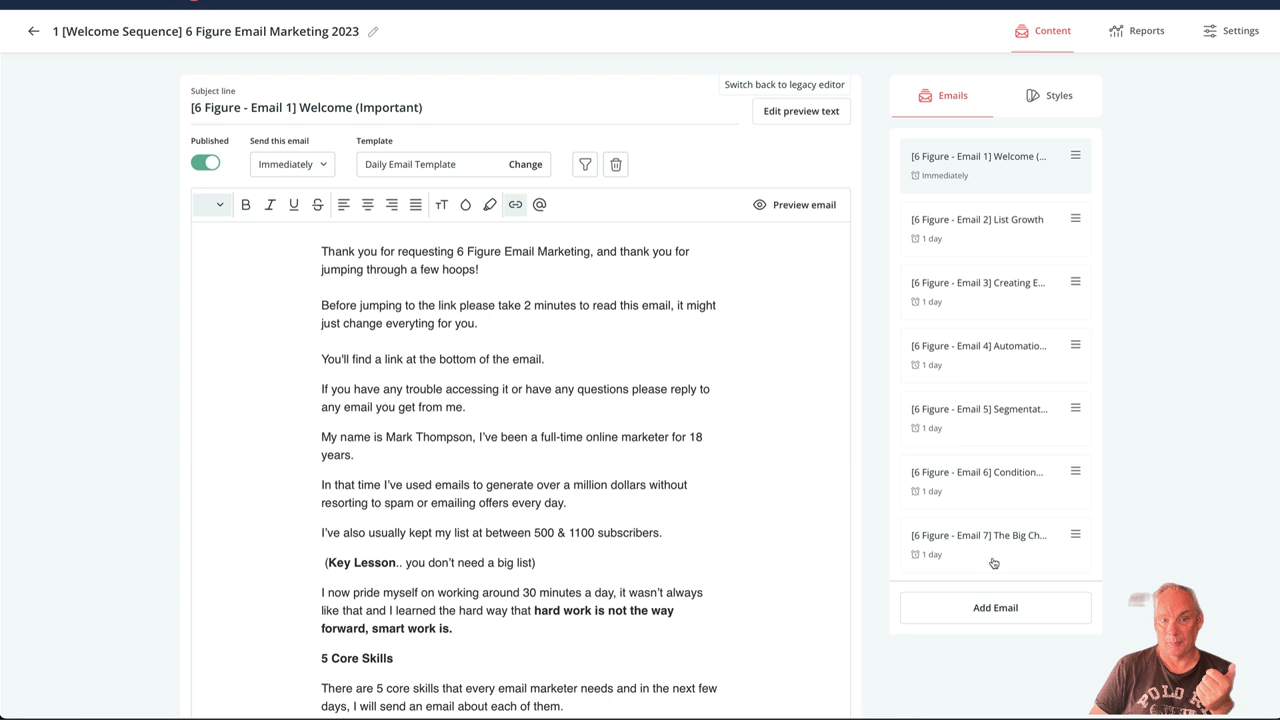 1 [Welcome Sequence] 6 Figure Email Marketing 2023
Content
Reports
Settings
Subject line
Switch back to legacy editor
[6 Figure - Email 1] Welcome (Important)
Edit preview text
Published
Send this email
Template
Immediately
Daily Email Template
Change
B I U S
TT
@
Preview email
Thank you for requesting 6 Figure Email Marketing, and thank you for
jumping through a few hoops!
Before jumping to the link please take 2 minutes to read this email, it might
just change everyting for you.
You'll find a link at the bottom of the email.
If you have any trouble accessing it or have any questions please reply to
any email you get from me.
My name is Mark Thompson, I've been a full-time online marketer for 18
years.
In that time I've used emails to generate over a million dollars without
resorting to spam or emailing offers every day.
I've also usually kept my list at between 500 & 1100 subscribers.
(Key Lesson.. you don't need a big list)
I now pride myself on working around 30 minutes a day, it wasn't always
like that and I learned the hard way that hard work is not the way
forward, smart work is.
5 Core Skills
There are 5 core skills that every email marketer needs and in the next few
days, I will send an email about each of them.
Emails
Styles
[6 Figure - Email 1] Welcome (...
Immediately
[6 Figure - Email 2] List Growth
1 day
[6 Figure - Email 3] Creating E...
1 day
[6 Figure - Email 4] Automatio...
1 day
[6 Figure - Email 5] Segmentat...
1 day
[6 Figure - Email 6] Condition...
1 day
[6 Figure - Email 7] The Big Ch...
1 day
Add Email
POLO